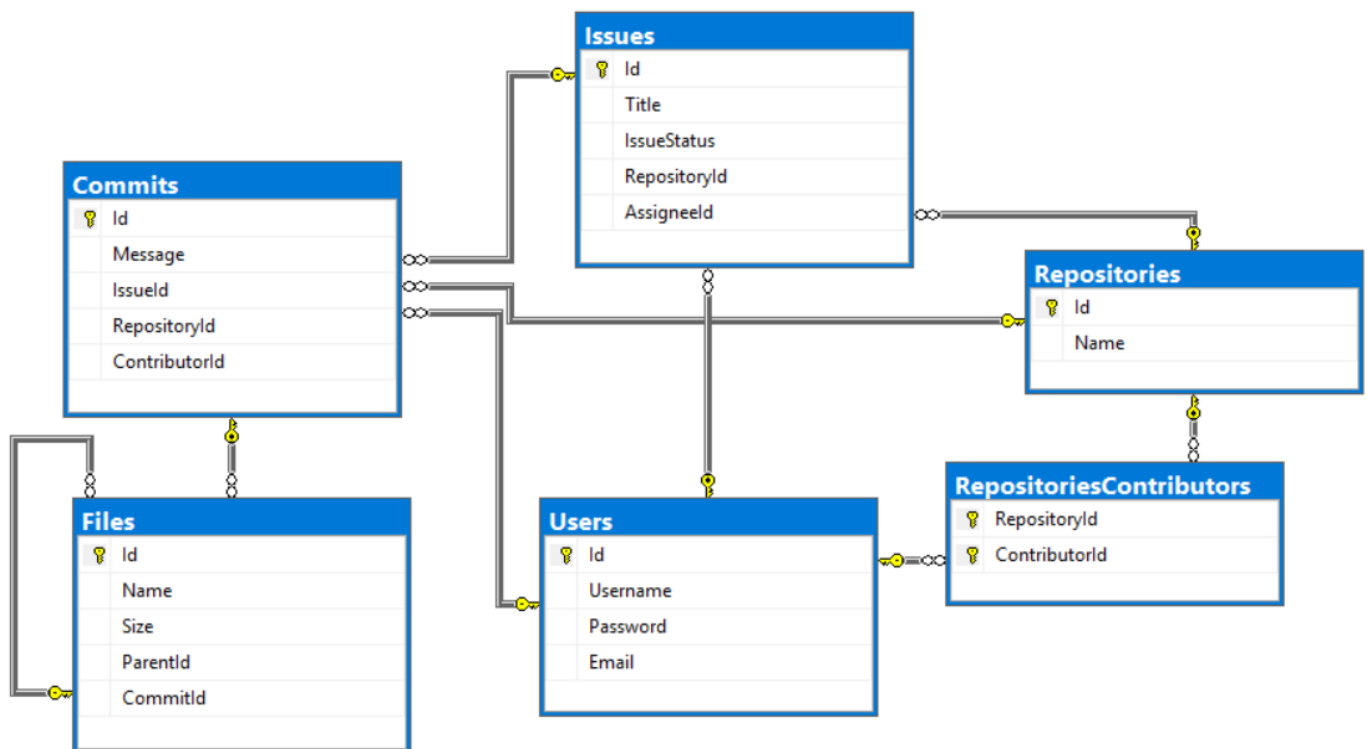 Issues
Id
Title
IssueStatus
RepositoryId
AssigneeId
Commits
Id
Message
IssueId
RepositoryId
ContributorId
Repositories
Id
Name
RepositoriesContributors
RepositoryId
ContributorId
Files
Id
Name
Size
ParentId
CommitId
Users
Id
Username
Password
Email